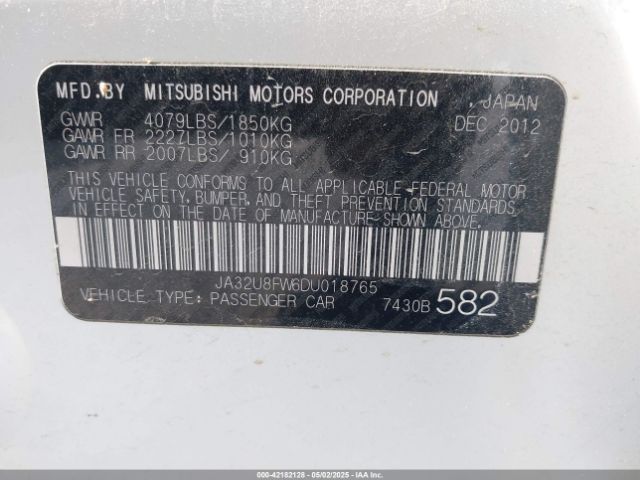 MFD.BY MITSUBISHI MOTORS CORPORATION , JAPAN
GVWR 4079LBS/1850KG DEC 2012
GAWR FR 2227LBS/1010KG
GAWR RR 2007LBS/ 910KG
THIS VEHICLE CONFORMS TO ALL APPLICABLE FEDERAL MOTOR
VEHICLE SAFETY, BUMPER, AND THEFT PREVENTION STANDARDS
IN EFFECT ON THE DATE OF MANUFACTURE SHOWN ABOVE.
JA32U8FW6DU018765
VEHICLE TYPE: PASSENGER CAR 7430B 582
000-42182128 - 05/02/2025 - IAAI.CA